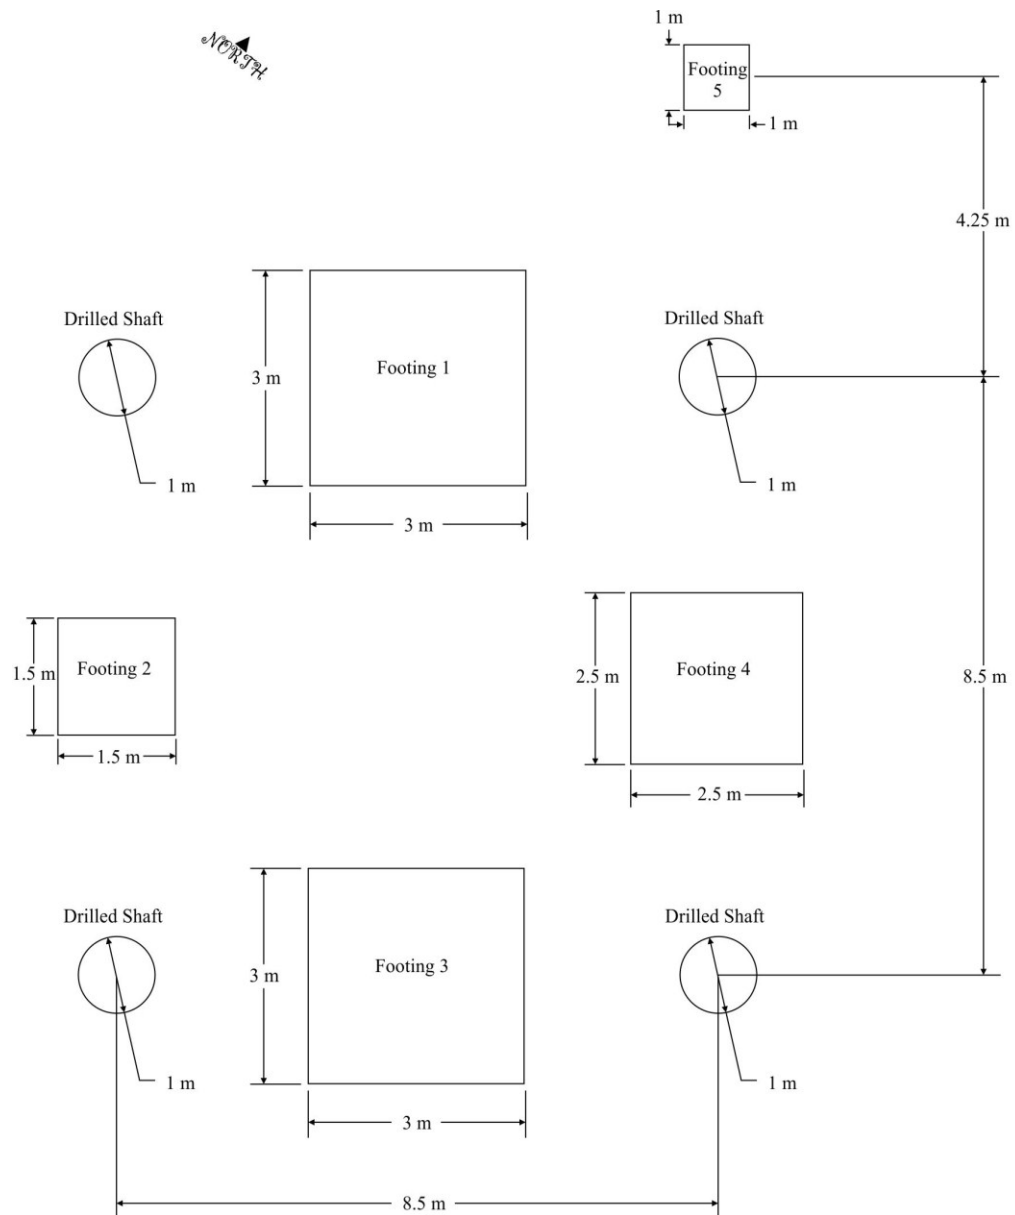 NORTH
1 m
Footing
5
1 m
4.25 m
Drilled Shaft
1 m
3 m
Footing 1
3 m
Drilled Shaft
1 m
1.5 m
Footing 2
1.5 m
2.5 m
Footing 4
2.5 m
8.5 m
Drilled Shaft
1 m
3 m
Footing 3
3 m
Drilled Shaft
1 m
8.5 m